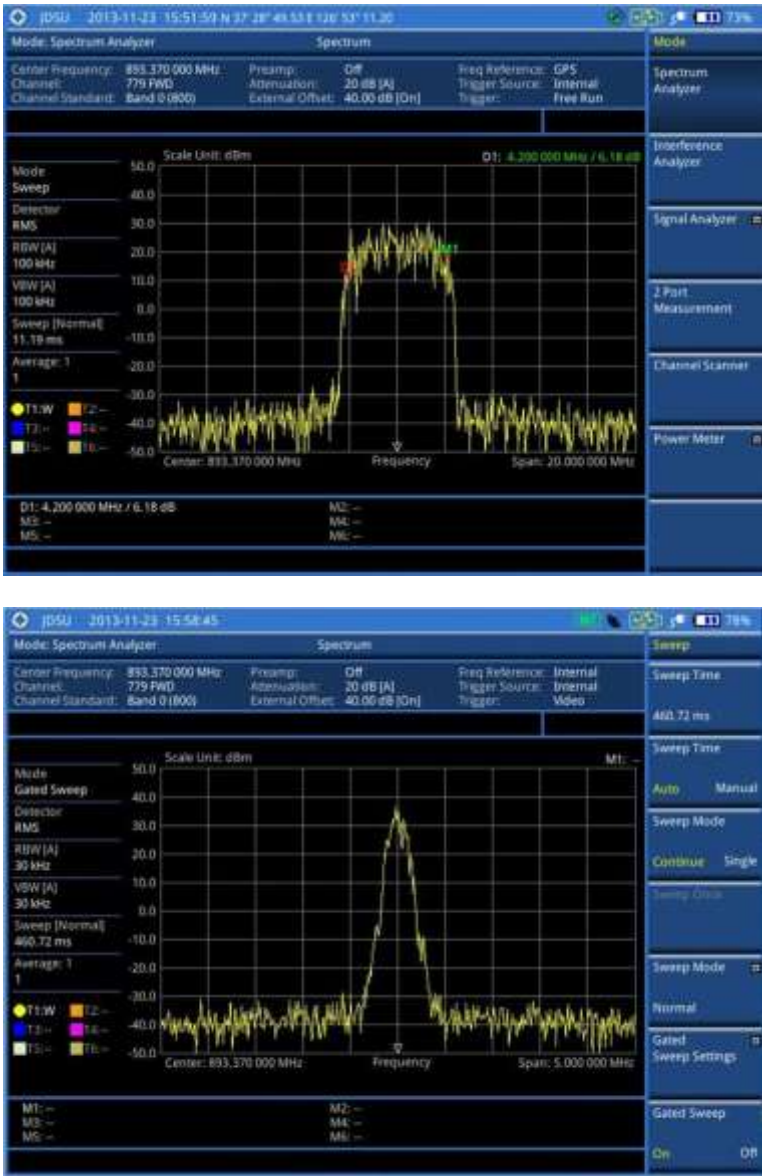 JDSU 2013-11-23 15:51:59 N 37° 28' 49.53 E 126° 53' 11.20 73%
Mode: Spectrum Analyzer Spectrum Mode
Center Frequency: 893.370 000 MHz Preamp: Off Freq Reference: GPS
Channel: 779 FWD Attenuation: 20 dB [A] Trigger Source: Internal
Channel Standard: Band 0 (800) External Offset: 40.00 dB [On] Trigger: Free Run
Spectrum
Analyzer
Interference
Analyzer
Signal Analyzer
2 Port
Measurement
Channel Scanner
Power Meter
Scale Unit: dBm D1: 4.200 000 MHz / 6.18 dB
Mode
Sweep
Detector
RMS
RBW [A]
100 kHz
VBW [A]
100 kHz
Sweep [Normal]
11.19 ms
Average: 1
1
T1:W T2:--
T3:-- T4:--
T5:-- T6:--
50.0
40.0
30.0
20.0
10.0
0.0
-10.0
-20.0
-30.0
-40.0
-50.0
M1
Center: 893.370 000 MHz Frequency Span: 20.000 000 MHz
D1: 4.200 000 MHz / 6.18 dB M2: --
M3: -- M4: --
M5: -- M6: --
JDSU 2013-11-23 15:58:45 78%
Mode: Spectrum Analyzer Spectrum Sweep
Center Frequency: 893.370 000 MHz Preamp: Off Freq Reference: Internal
Channel: 779 FWD Attenuation: 20 dB [A] Trigger Source: Internal
Channel Standard: Band 0 (800) External Offset: 40.00 dB [On] Trigger: Video
Sweep Time
460.72 ms
Sweep Time
Auto Manual
Sweep Mode
Continue Single
Sweep Once
Sweep Mode
Normal
Gated
Sweep Settings
Gated Sweep
On Off
Scale Unit: dBm M1: --
Mode
Gated Sweep
Detector
RMS
RBW [A]
30 kHz
VBW [A]
30 kHz
Sweep [Normal]
460.72 ms
Average: 1
1
T1:W T2:--
T3:-- T4:--
T5:-- T6:--
50.0
40.0
30.0
20.0
10.0
0.0
-10.0
-20.0
-30.0
-40.0
-50.0
Center: 893.370 000 MHz Frequency Span: 5.000 000 MHz
M1: -- M2: --
M3: -- M4: --
M5: -- M6: --